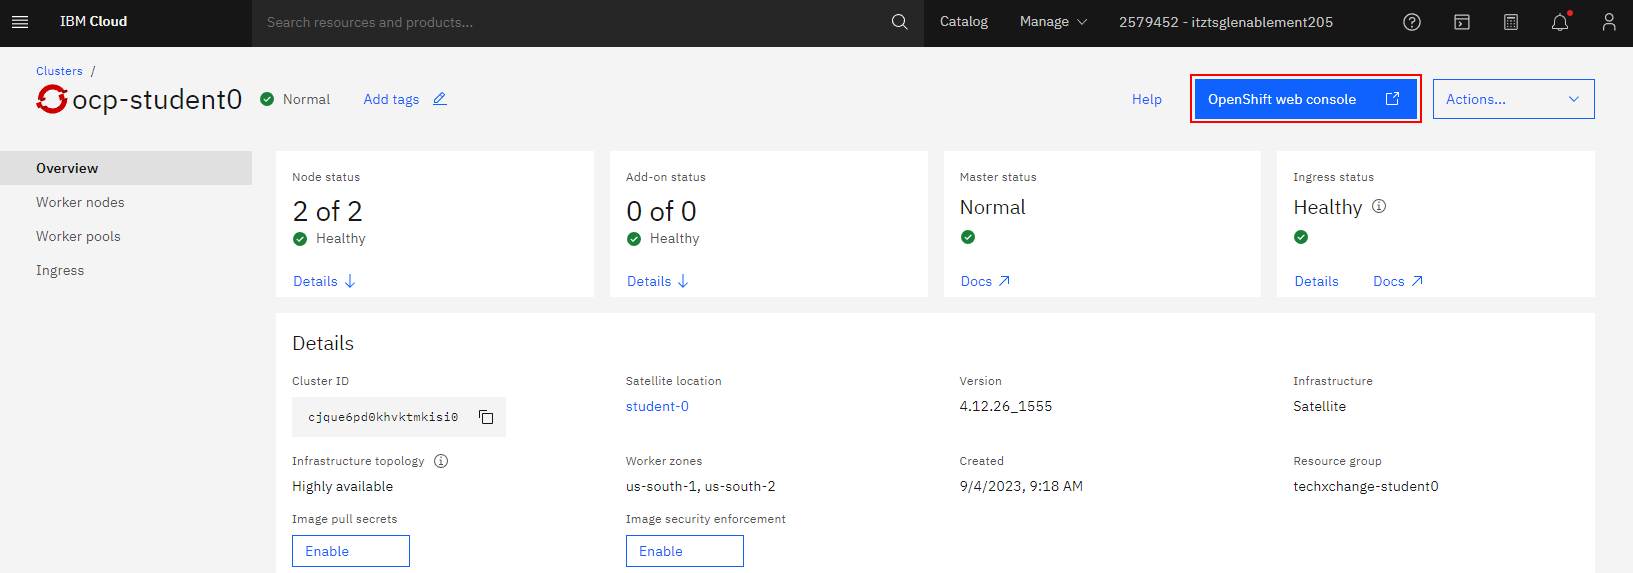 IBM Cloud
Search resources and products...
Catalog
Manage
2579452 - itztsglenablement205
Clusters /
ocp-student0
Normal
Add tags
Help
OpenShift web console
Actions...
Overview
Worker nodes
Worker pools
Ingress
Node status
2 of 2
Healthy
Details
Add-on status
0 of 0
Healthy
Details
Master status
Normal
Docs
Ingress status
Healthy
Details
Docs
Details
Cluster ID
cjque6pd0khvktmkisi0
Satellite location
student-0
Version
4.12.26_1555
Infrastructure
Satellite
Infrastructure topology
Highly available
Worker zones
us-south-1, us-south-2
Created
9/4/2023, 9:18 AM
Resource group
techxchange-student0
Image pull secrets
Enable
Image security enforcement
Enable